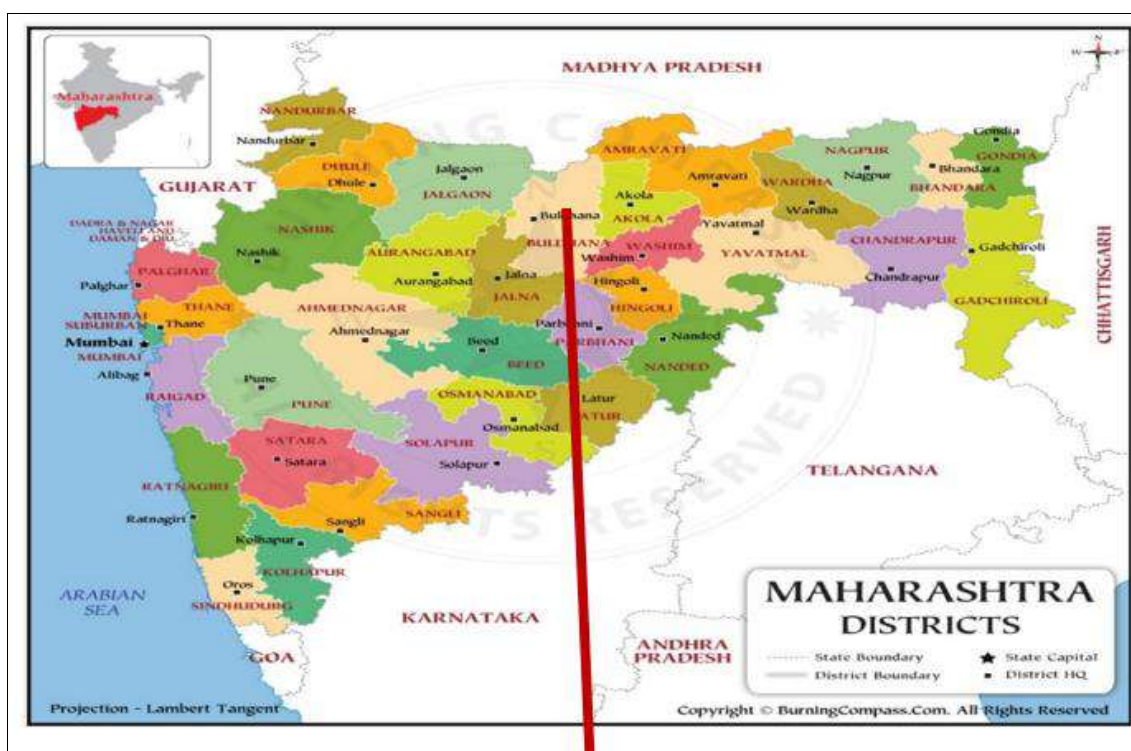 N
W E
MADHYA PRADESH
Maharashtra
NANDURBAR
Nandurbar
DHULE
Dhule
Jalgaon
JALGAON
GUJARAT
AMRAVATI
Amravati
Akola
AKOLA
WARDHA
Wardha
NAGPUR
Nagpur
Bhandara
BHANDARA
Gondia
GONDIA
DADRA & NAGAR
HAVELI AND
DAMAN & DIU
NASHIK
Nashik
AURANGABAD
Aurangabad
Buldhana
BULDHANA
Jalna
JALNA
WASHIM
Washim
Yavatmal
YAVATMAL
CHANDRAPUR
Chandrapur
Gadchiroli
GADCHIROLI
CHHATTISGARH
PALGHAR
Palghar
THANE
Thane
MUMBAI
SUBURBAN
Mumbai
MUMBAI
Alibag
RAIGAD
AHMEDNAGAR
Ahmednagar
Beed
BEED
Hingoli
HINGOLI
Parbhani
PARBHANI
Nanded
NANDED
Pune
PUNE
OSMANABAD
Osmanabad
Latur
LATUR
SATARA
Satara
SOLAPUR
Solapur
RATNAGIRI
Ratnagiri
SANGLI
Sangli
Kolhapur
KOLHAPUR
Oros
SINDHUDURG
GOA
ARABIAN
SEA
KARNATAKA
TELANGANA
ANDHRA
PRADESH
MAHARASHTRA
DISTRICTS
State Boundary State Capital
District Boundary District HQ
Projection - Lambert Tangent
Copyright © BurningCompass.Com. All Rights Reserved